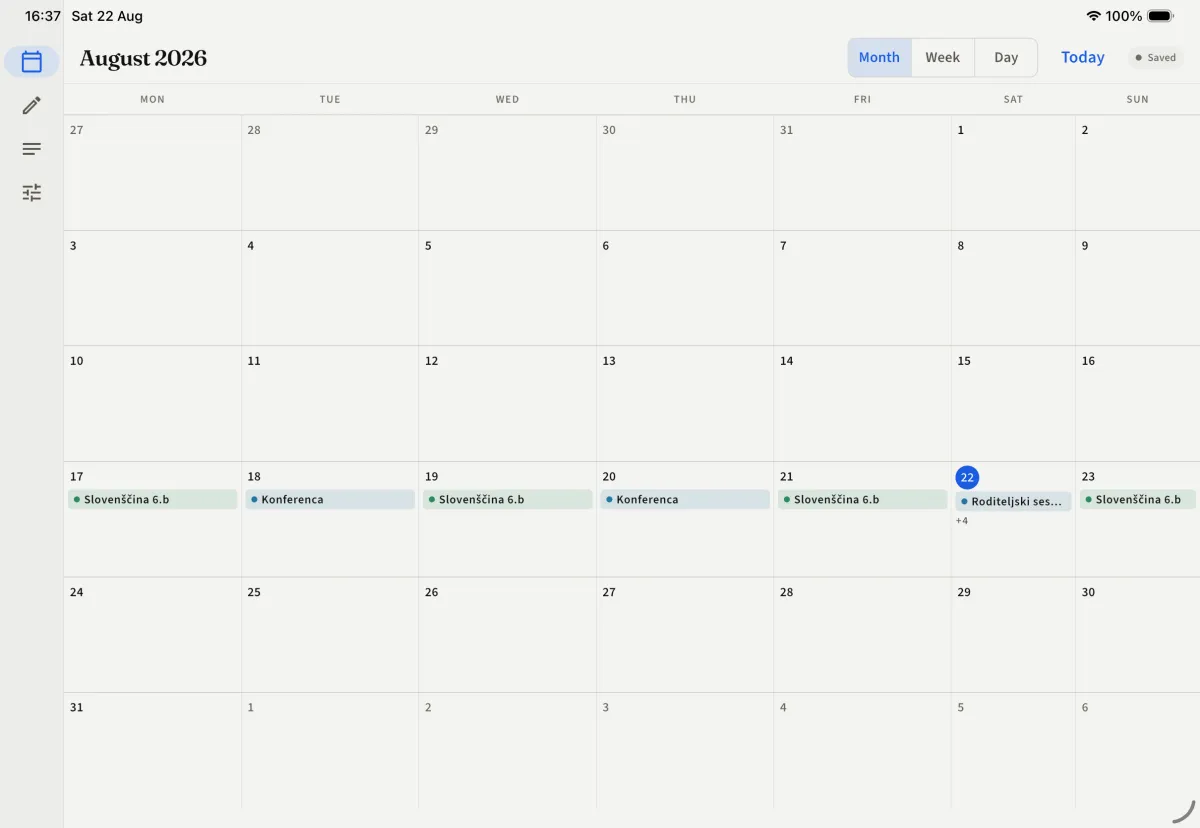 16:37 Sat 22 Aug 100%
August 2026 Month Week Day Today Saved
MON TUE WED THU FRI SAT SUN
27 28 29 30 31 1 2
3 4 5 6 7 8 9
10 11 12 13 14 15 16
17 18 19 20 21 22 23
Slovenščina 6.b Konferenca Slovenščina 6.b Konferenca Slovenščina 6.b Roditeljski ses... Slovenščina 6.b
+4
24 25 26 27 28 29 30
31 1 2 3 4 5 6